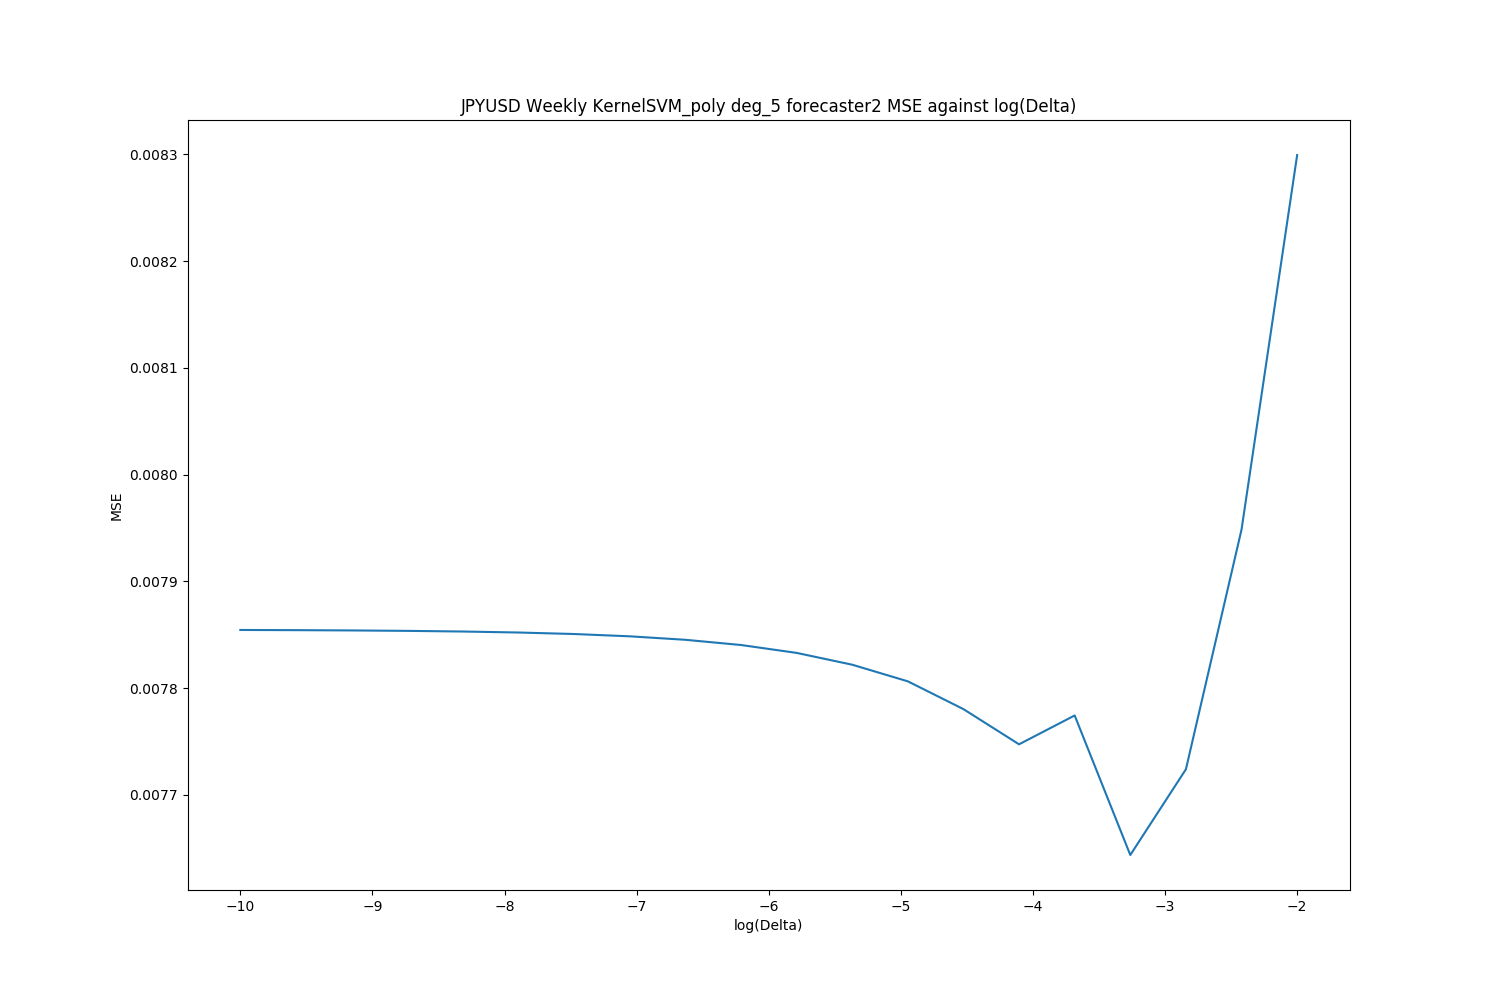 JPYUSD Weekly KernelSVM_poly deg_5 forecaster2 MSE against log(Delta)
0.0083
0.0082
0.0081
0.0080
0.0079
0.0078
0.0077
MSE
−10 −9 −8 −7 −6 −5 −4 −3 −2
log(Delta)